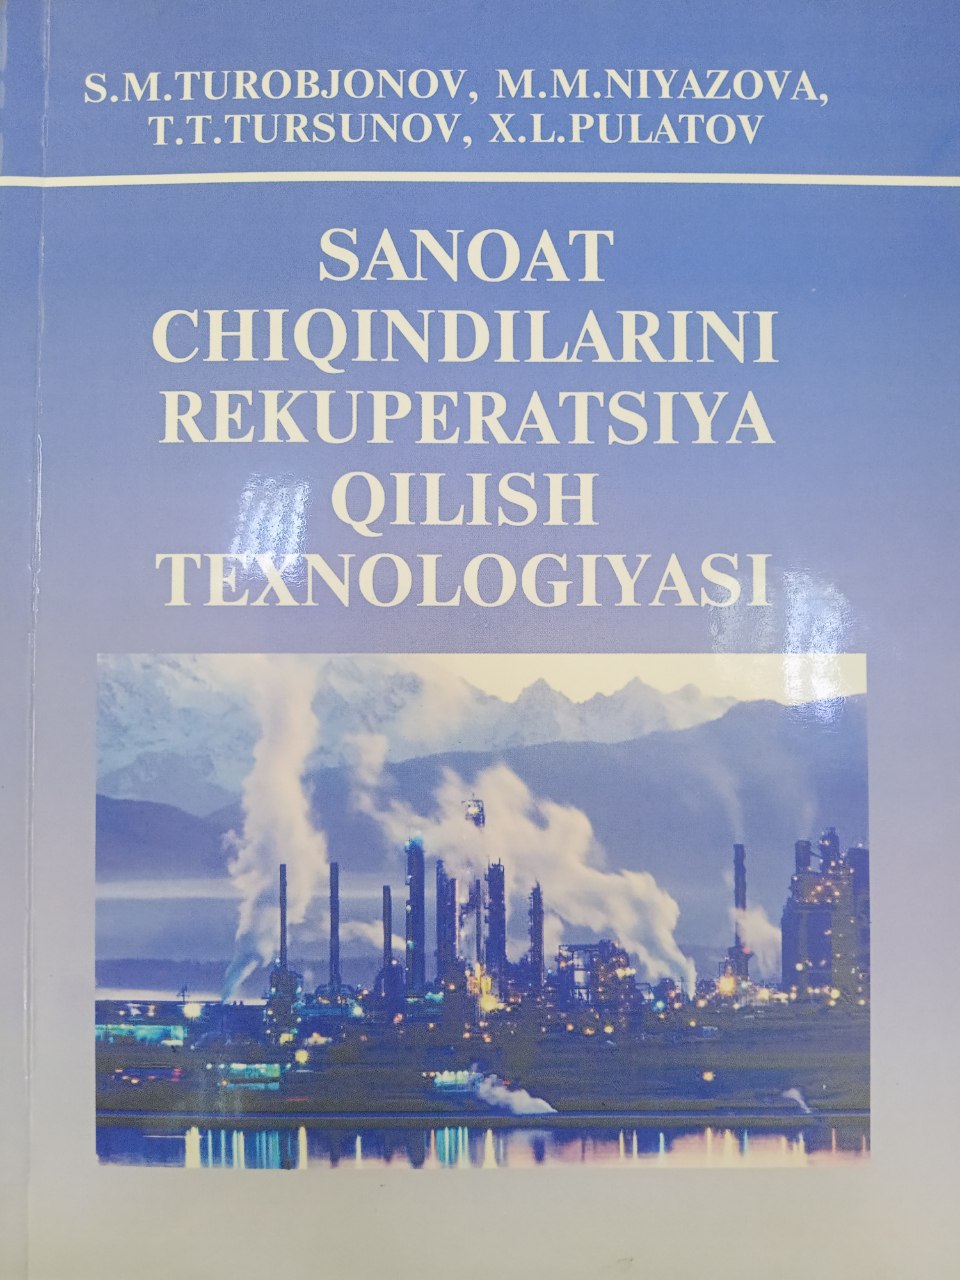 S.M.TUROBJONOV, M.M.NIYAZOVA,
T.T.TURSUNOV, X.L.PULATOV
SANOAT
CHIQINDILARINI
REKUPERATSIYA
QILISH
TEXNOLOGIYASI